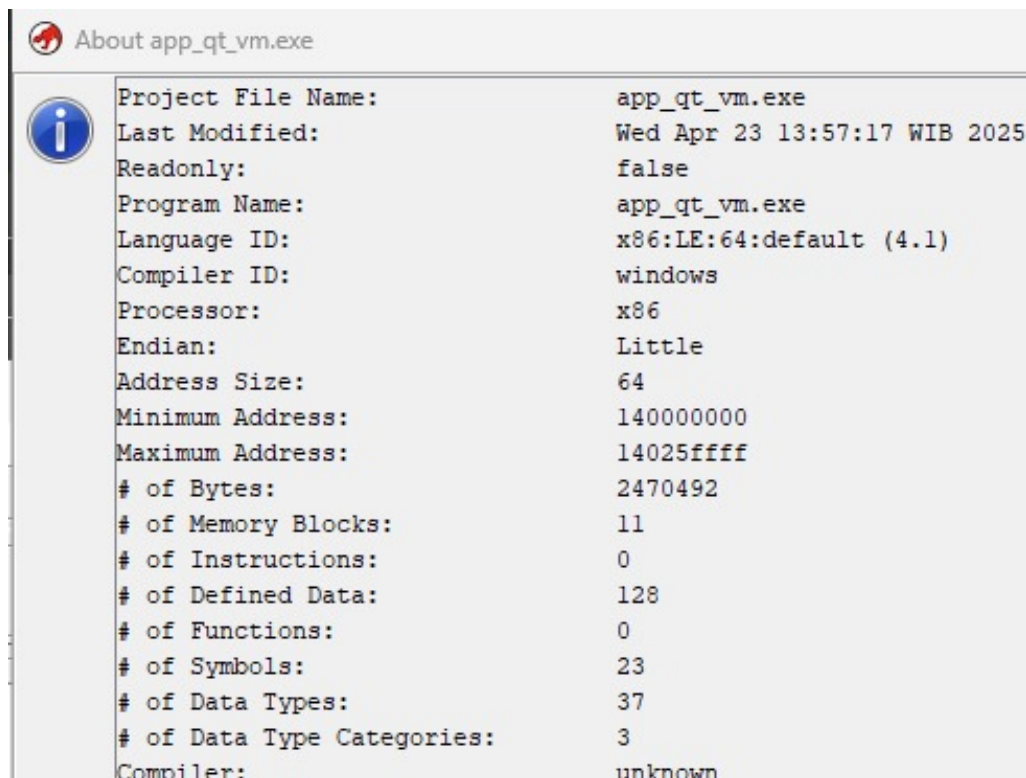 About app_qt_vm.exe
Project File Name: app_qt_vm.exe
Last Modified: Wed Apr 23 13:57:17 WIB 2025
Readonly: false
Program Name: app_qt_vm.exe
Language ID: x86:LE:64:default (4.1)
Compiler ID: windows
Processor: x86
Endian: Little
Address Size: 64
Minimum Address: 140000000
Maximum Address: 14025ffff
# of Bytes: 2470492
# of Memory Blocks: 11
# of Instructions: 0
# of Defined Data: 128
# of Functions: 0
# of Symbols: 23
# of Data Types: 37
# of Data Type Categories: 3
Compiler: unknown